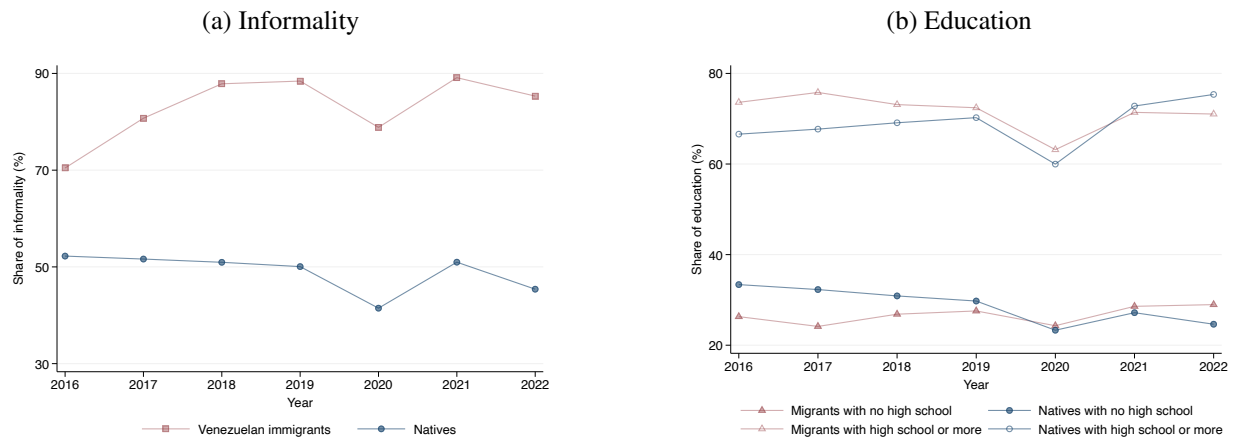 (a) Informality
Share of informality (%)
90
70
50
30
2016 2017 2018 2019 2020 2021 2022
Year
Venezuelan immigrants Natives
(b) Education
Share of education (%)
80
60
40
20
2016 2017 2018 2019 2020 2021 2022
Year
Migrants with no high school Natives with no high school
Migrants with high school or more Natives with high school or more